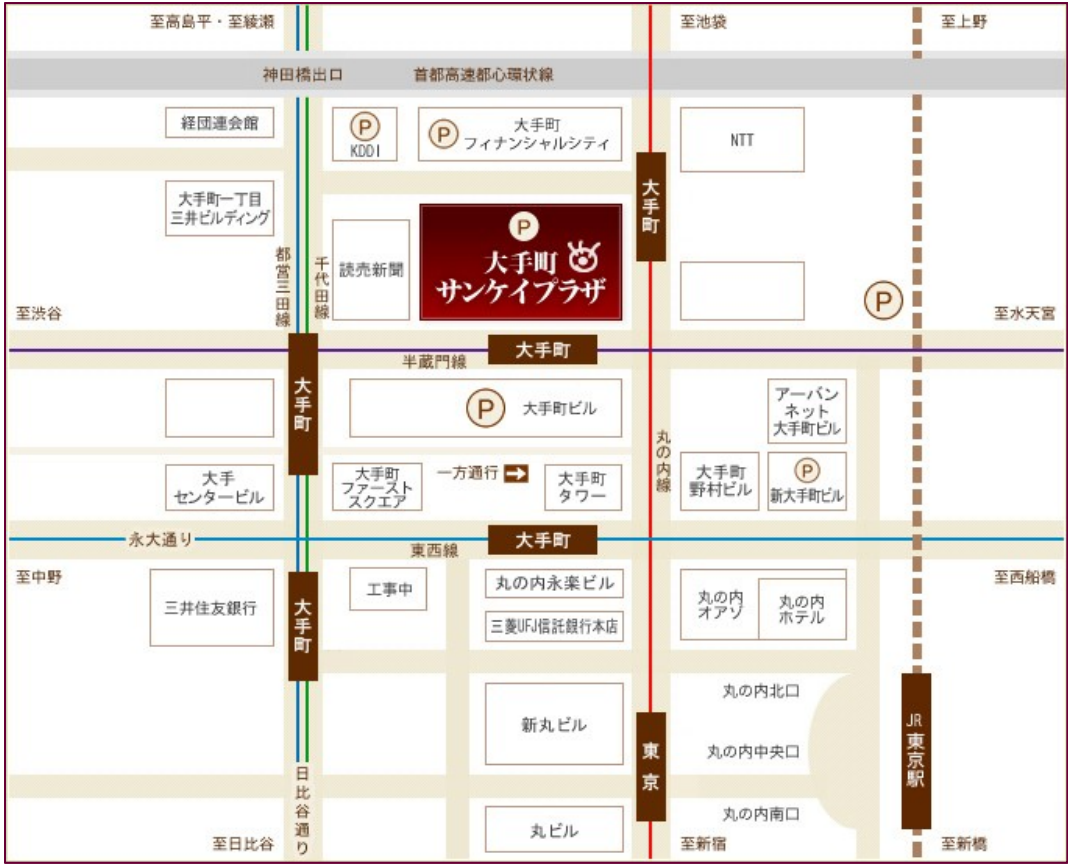 至高島平・至綾瀬
至池袋
至上野
神田橋出口
首都高速都心環状線
経団連会館
P
KDDI
P
大手町
フィナンシャルシティ
NTT
大手町一丁目
三井ビルディング
大手町
都営三田線
千代田線
読売新聞
P
大手町
サンケイプラザ
P
至渋谷
至水天宮
大手町
半蔵門線
大手町
P
大手町ビル
アーバン
ネット
大手町ビル
丸の内線
大手
センタービル
大手町
ファースト
スクエア
一方通行
大手町
タワー
大手町
野村ビル
P
新大手町ビル
永大通り
大手町
東西線
至中野
至西船橋
三井住友銀行
大手町
工事中
丸の内永楽ビル
三菱UFJ信託銀行本店
丸の内
オアゾ
丸の内
ホテル
新丸ビル
丸の内北口
丸の内中央口
丸の内南口
東京
JR東京駅
日比谷通り
丸ビル
至日比谷
至新宿
至新橋